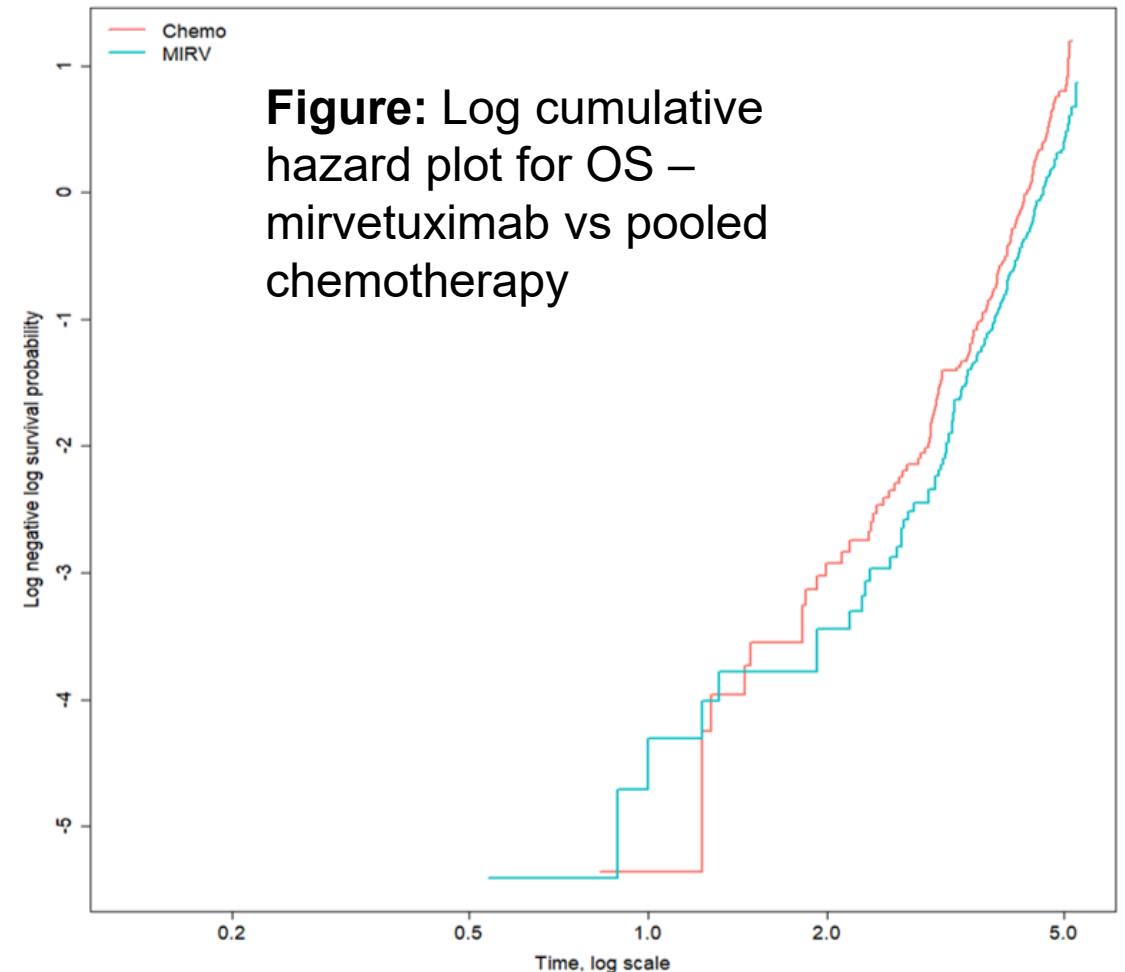 Chemo
MIRV
Figure: Log cumulative
hazard plot for OS –
mirvetuximab vs pooled
chemotherapy
Log negative log survival probability
1
0
-1
-2
-3
-4
-5
0.2
0.5
1.0
2.0
5.0
Time, log scale